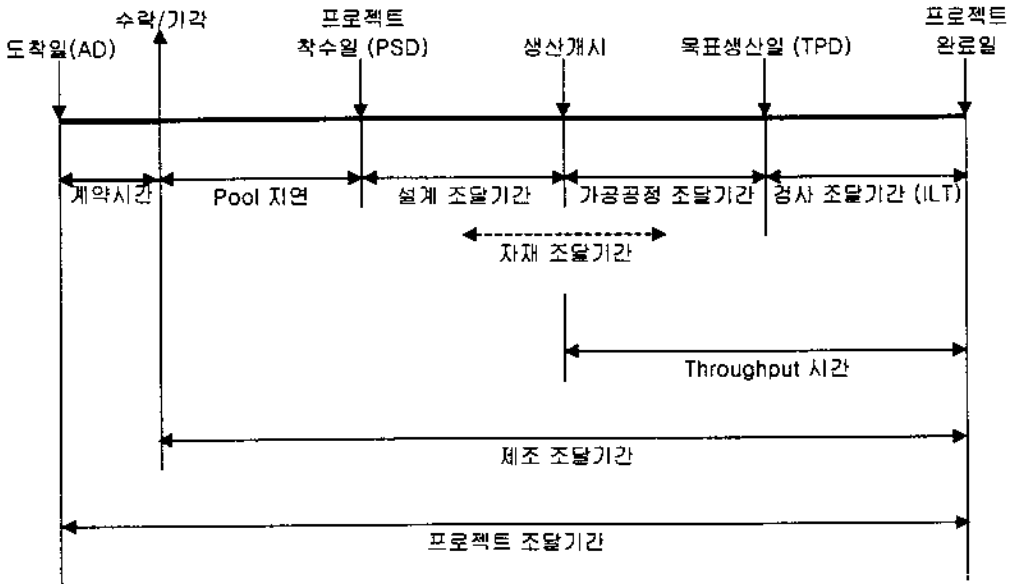 수락/기각
프로젝트
프로젝트
도착일(AD)
착수일 (PSD)
생산개시
목표생산일 (TPD)
완료일
계약시간
Pool 지연
설계 조달기간
가공공정 조달기간
검사 조달기간 (ILT)
자재 조달기간
Throughput 시간
제조 조달기간
프로젝트 조달기간